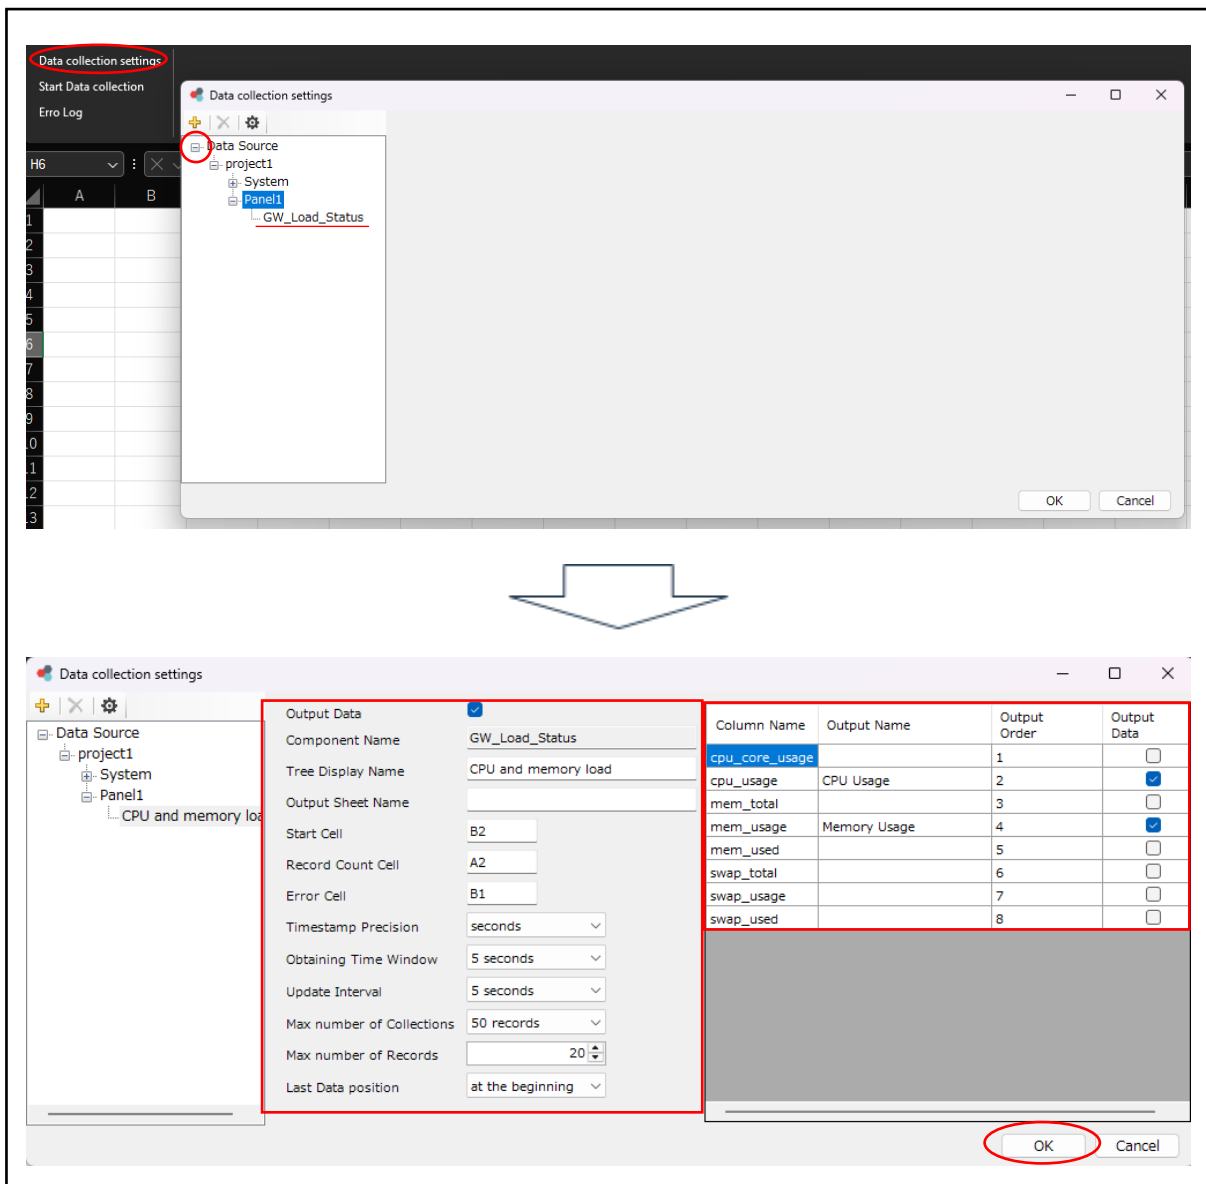 Data collection settings
Start Data collection
Erro Log
Data collection settings
Data Source
project1
System
Panel1
GW_Load_Status
H6
A B
1
2
3
4
5
6
7
8
9
.0
.1
.2
.3
OK Cancel
Data collection settings
Data Source
project1
System
Panel1
CPU and memory loa
Output Data
Component Name GW_Load_Status
Tree Display Name CPU and memory load
Output Sheet Name
Start Cell B2
Record Count Cell A2
Error Cell B1
Timestamp Precision seconds
Obtaining Time Window 5 seconds
Update Interval 5 seconds
Max number of Collections 50 records
Max number of Records 20
Last Data position at the beginning
Column Name Output Name Output Order Output Data
cpu_core_usage 1
cpu_usage CPU Usage 2
mem_total 3
mem_usage Memory Usage 4
mem_used 5
swap_total 6
swap_usage 7
swap_used 8
OK Cancel